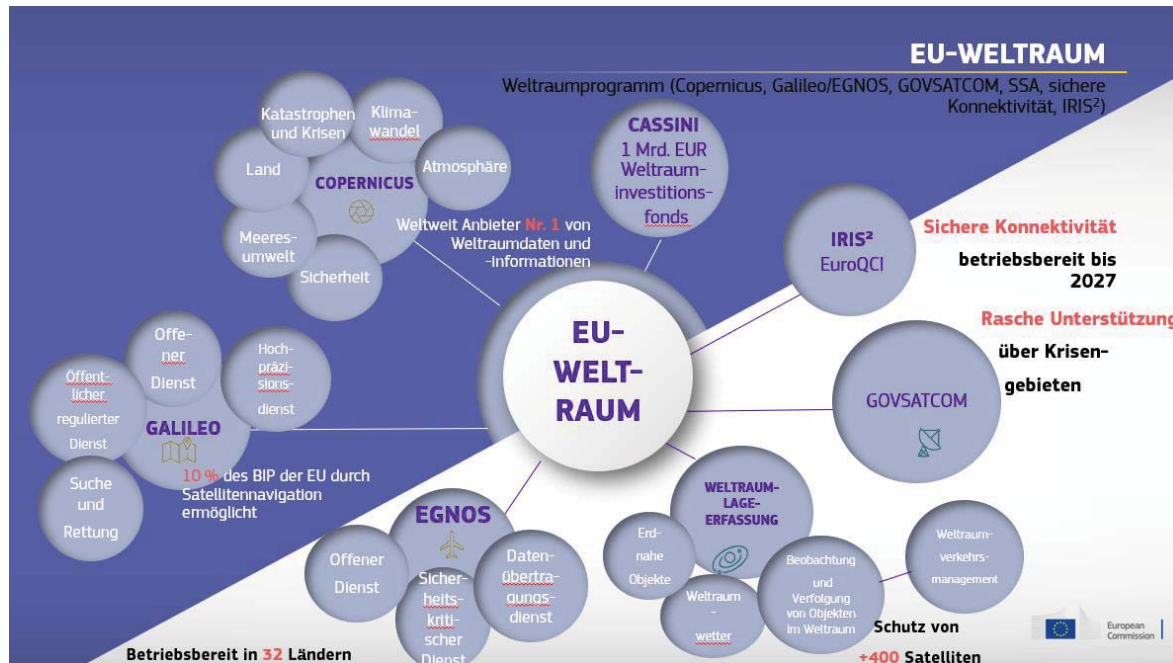 EU-WELTRAUM
Weltraumprogramm (Copernicus, Galileo/EGNOS, GOVSATCOM, SSA, sichere
Konnektivität, IRIS²)
Katastrophen
und Krisen
Klima-
wandel
Land
Atmosphäre
COPERNICUS
Meeres-
umwelt
Sicherheit
Weltweit Anbieter Nr. 1 von
Weltraumdaten und
-informationen
CASSINI
1 Mrd. EUR
Weltraum-
investitions-
fonds
IRIS²
EuroQCI
Sichere Konnektivität
betriebsbereit bis
2027
Rasche Unterstützung
über Krisen-
gebieten
GOVSATCOM
EU-
WELT-
RAUM
Offe-
ner
Dienst
Hoch-
präzi-
sions-
dienst
Öffent-
licher
regulierter
Dienst
GALILEO
Suche
und
Rettung
10 % des BIP der EU durch
Satellitennavigation
ermöglicht
EGNOS
Offener
Dienst
Sicher-
heits-
kriti-
scher
Dienst
Daten-
übertra-
gungs-
dienst
Betriebsbereit in 32 Ländern
WELTRAUM-
LAGE-
ERFASSUNG
Erd-
nahe
Objekte
Weltraum
-
wetter
Beobachtung
und
Verfolgung
von Objekten
im Weltraum
Weltraum-
verkehrs-
management
Schutz von
+400 Satelliten
European
Commission